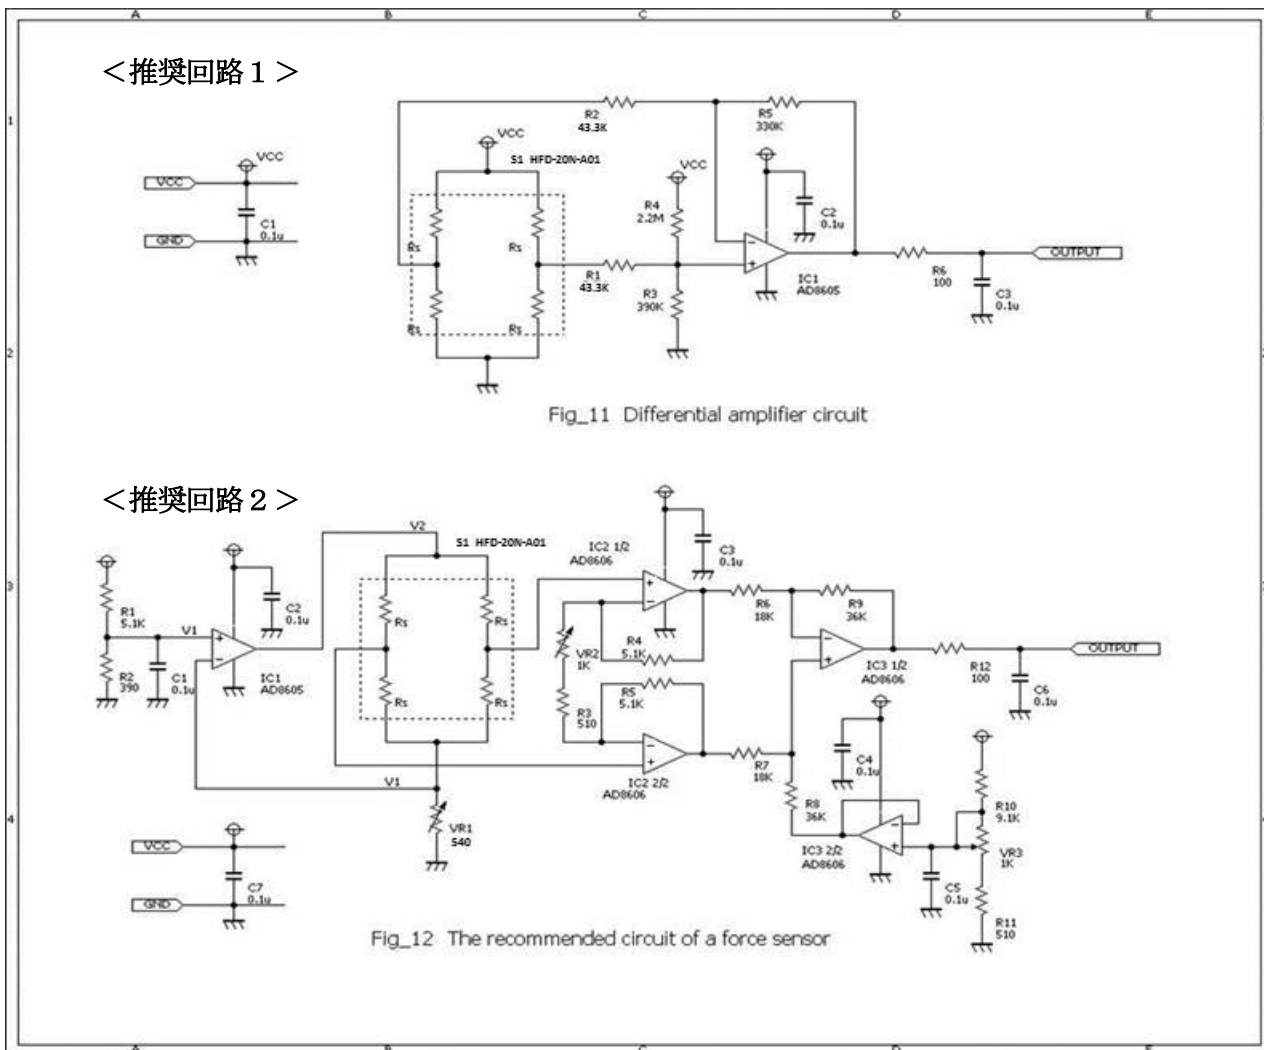 A B C D E
1
2
3
4
2
<推奨回路1>
VCC
VCC
GND
C1
0.1u
VCC
S1 HFD-20N-A01
Rs
Rs
Rs
Rs
R2
43.3K
R5
330K
VCC
R4
2.2M
R1
43.3K
R3
390K
C2
0.1u
IC1
AD8605
R6
100
C3
0.1u
OUTPUT
Fig_11 Differential amplifier circuit
<推奨回路2>
R1
5.1K
R2
390
V1
C1
0.1u
C2
0.1u
IC1
AD8605
V2
S1 HFD-20N-A01
Rs
Rs
Rs
Rs
V1
VR1
540
IC2 1/2
AD8606
C3
0.1u
VR2
1K
R3
510
R4
5.1K
R5
5.1K
IC2 2/2
AD8606
R6
18K
R9
36K
R7
18K
R8
36K
IC3 1/2
AD8606
R12
100
C6
0.1u
OUTPUT
C4
0.1u
IC3 2/2
AD8606
C5
0.1u
R10
9.1K
VR3
1K
R11
510
VCC
GND
C7
0.1u
Fig_12 The recommended circuit of a force sensor
A B C D E